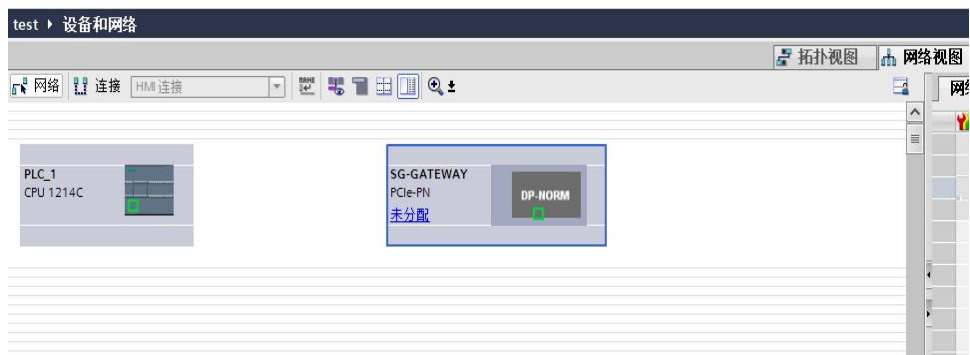 test ▸ 设备和网络
拓扑视图 网络视图
网络 连接 HMI 连接
PLC_1
CPU 1214C
SG-GATEWAY
PCIe-PN
未分配
DP-NORM